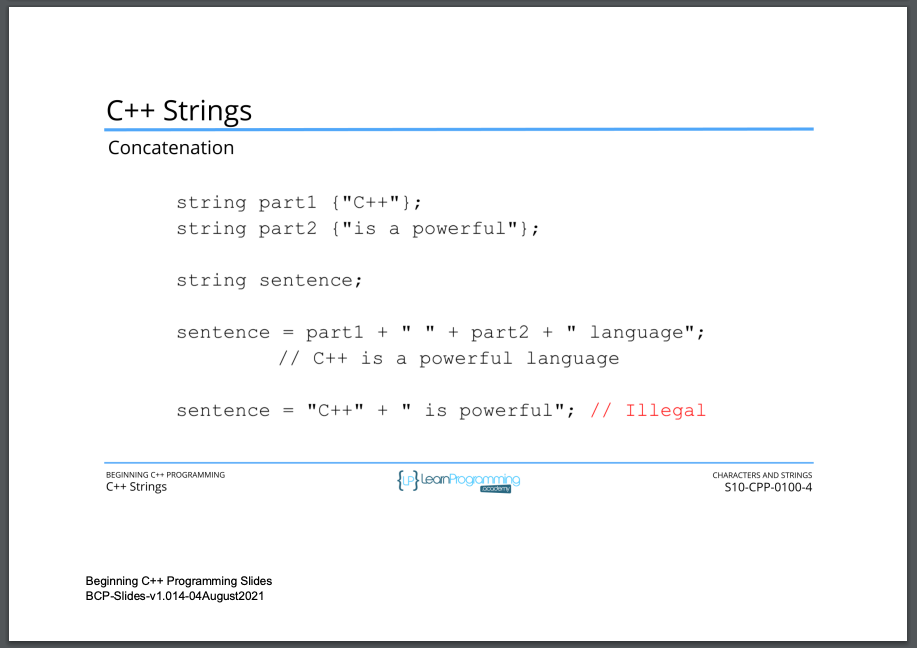 C++ Strings
Concatenation
string part1 {"C++"};
string part2 {"is a powerful"};
string sentence;
sentence = part1 + " " + part2 + " language";
// C++ is a powerful language
sentence = "C++" + " is powerful"; // Illegal
BEGINNING C++ PROGRAMMING
C++ Strings
{LP} LearnProgramming
academy
CHARACTERS AND STRINGS
S10-CPP-0100-4
Beginning C++ Programming Slides
BCP-Slides-v1.014-04August2021